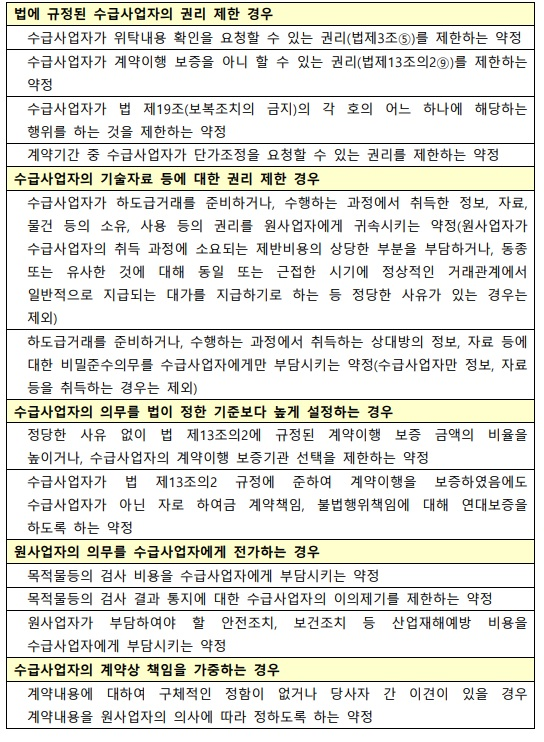 법에 규정된 수급사업자의 권리 제한 경우
수급사업자가 위탁내용 확인을 요청할 수 있는 권리(법제3조⑤)를 제한하는 약정
수급사업자가 계약이행 보증을 아니 할 수 있는 권리(법제13조의2⑨)를 제한하는
약정
수급사업자가 법 제19조(보복조치의 금지)의 각 호의 어느 하나에 해당하는
행위를 하는 것을 제한하는 약정
계약기간 중 수급사업자가 단가조정을 요청할 수 있는 권리를 제한하는 약정
수급사업자의 기술자료 등에 대한 권리 제한 경우
수급사업자가 하도급거래를 준비하거나, 수행하는 과정에서 취득한 정보, 자료,
물건 등의 소유, 사용 등의 권리를 원사업자에게 귀속시키는 약정(원사업자가
수급사업자의 취득 과정에 소요되는 제반비용의 상당한 부분을 부담하거나, 동종
또는 유사한 것에 대해 동일 또는 근접한 시기에 정상적인 거래관계에서
일반적으로 지급되는 대가를 지급하기로 하는 등 정당한 사유가 있는 경우는
제외)
하도급거래를 준비하거나, 수행하는 과정에서 취득하는 상대방의 정보, 자료 등에
대한 비밀준수의무를 수급사업자에게만 부담시키는 약정(수급사업자만 정보, 자료
등을 취득하는 경우는 제외)
수급사업자의 의무를 법이 정한 기준보다 높게 설정하는 경우
정당한 사유 없이 법 제13조의2에 규정된 계약이행 보증 금액의 비율을
높이거나, 수급사업자의 계약이행 보증기관 선택을 제한하는 약정
수급사업자가 법 제13조의2 규정에 준하여 계약이행을 보증하였음에도
수급사업자가 아닌 자로 하여금 계약책임, 불법행위책임에 대해 연대보증을
하도록 하는 약정
원사업자의 의무를 수급사업자에게 전가하는 경우
목적물등의 검사 비용을 수급사업자에게 부담시키는 약정
목적물등의 검사 결과 통지에 대한 수급사업자의 이의제기를 제한하는 약정
원사업자가 부담하여야 할 안전조치, 보건조치 등 산업재해예방 비용을
수급사업자에게 부담시키는 약정
수급사업자의 계약상 책임을 가중하는 경우
계약내용에 대하여 구체적인 정함이 없거나 당사자 간 이견이 있을 경우
계약내용을 원사업자의 의사에 따라 정하도록 하는 약정